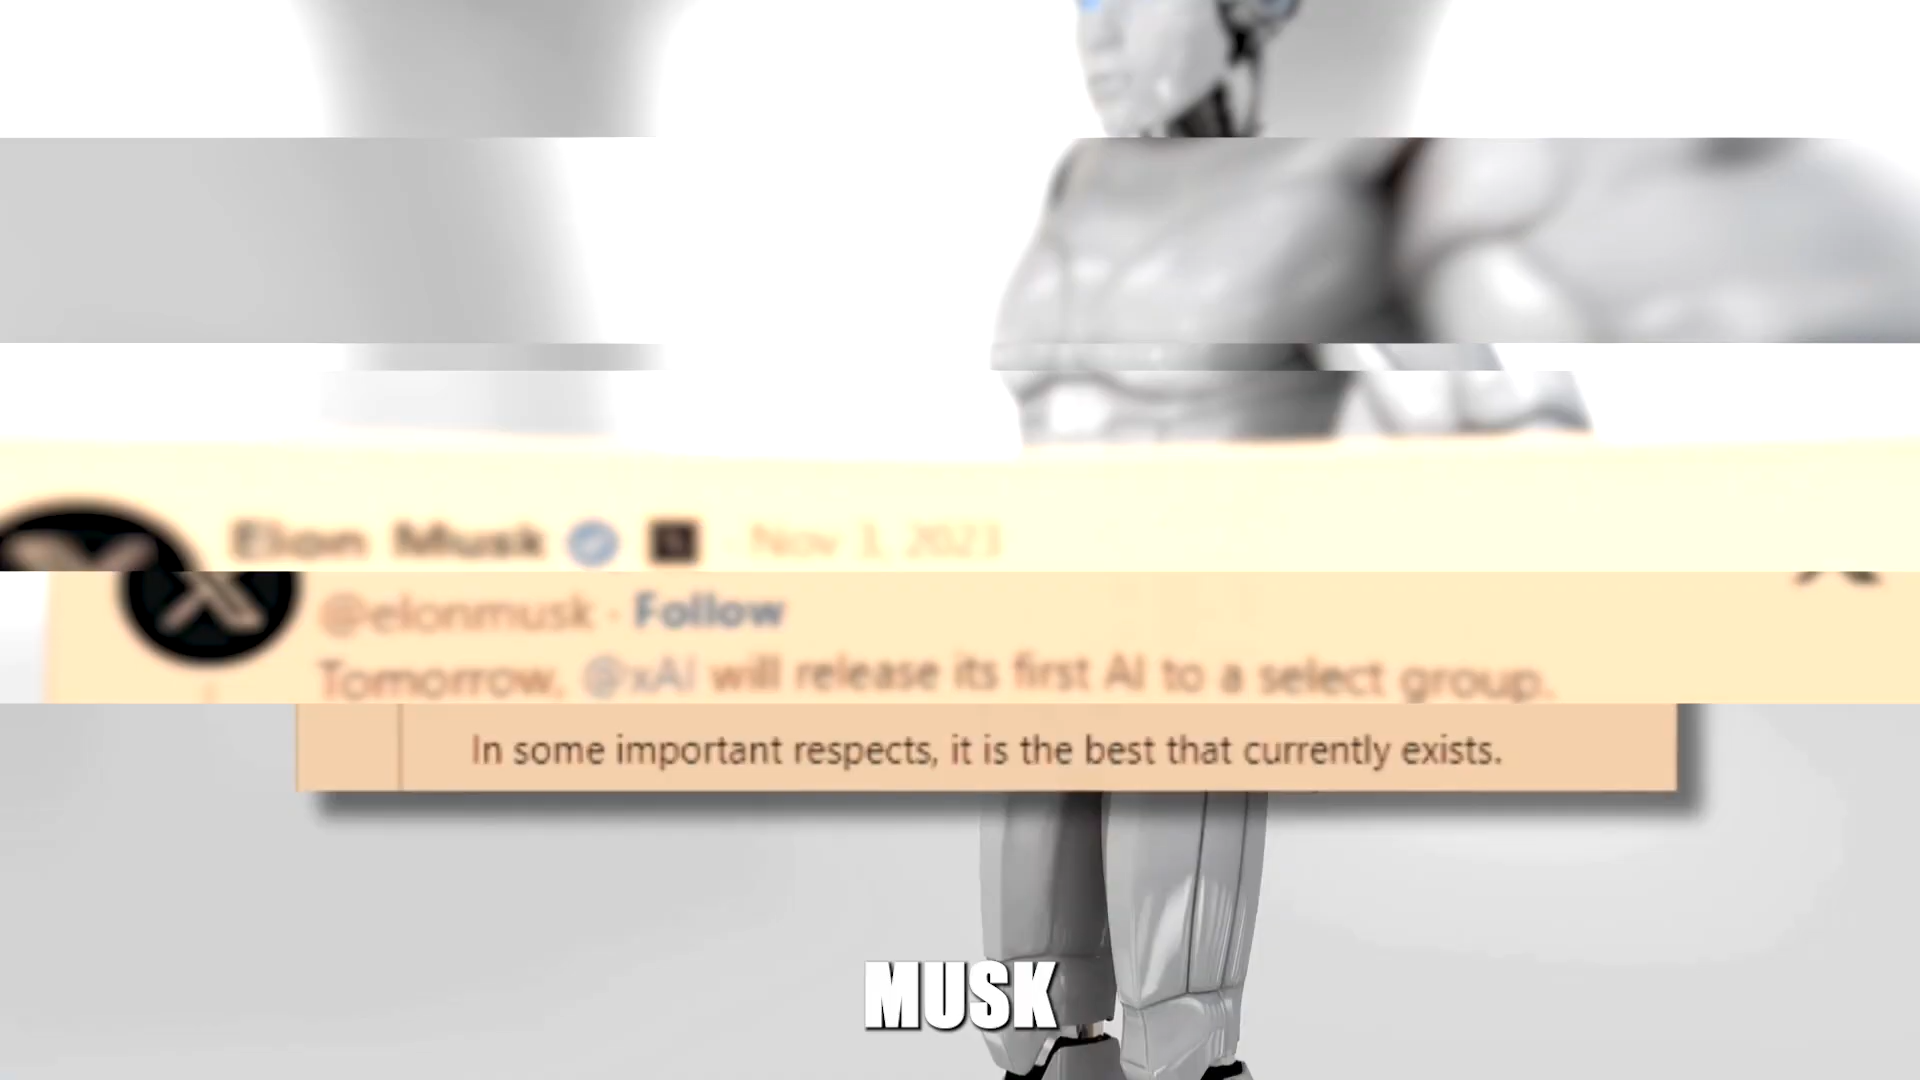 Elon Musk · Nov 3, 2023
@elonmusk · Follow
Tomorrow, @xAI will release its first AI to a select group.
In some important respects, it is the best that currently exists.
MUSK